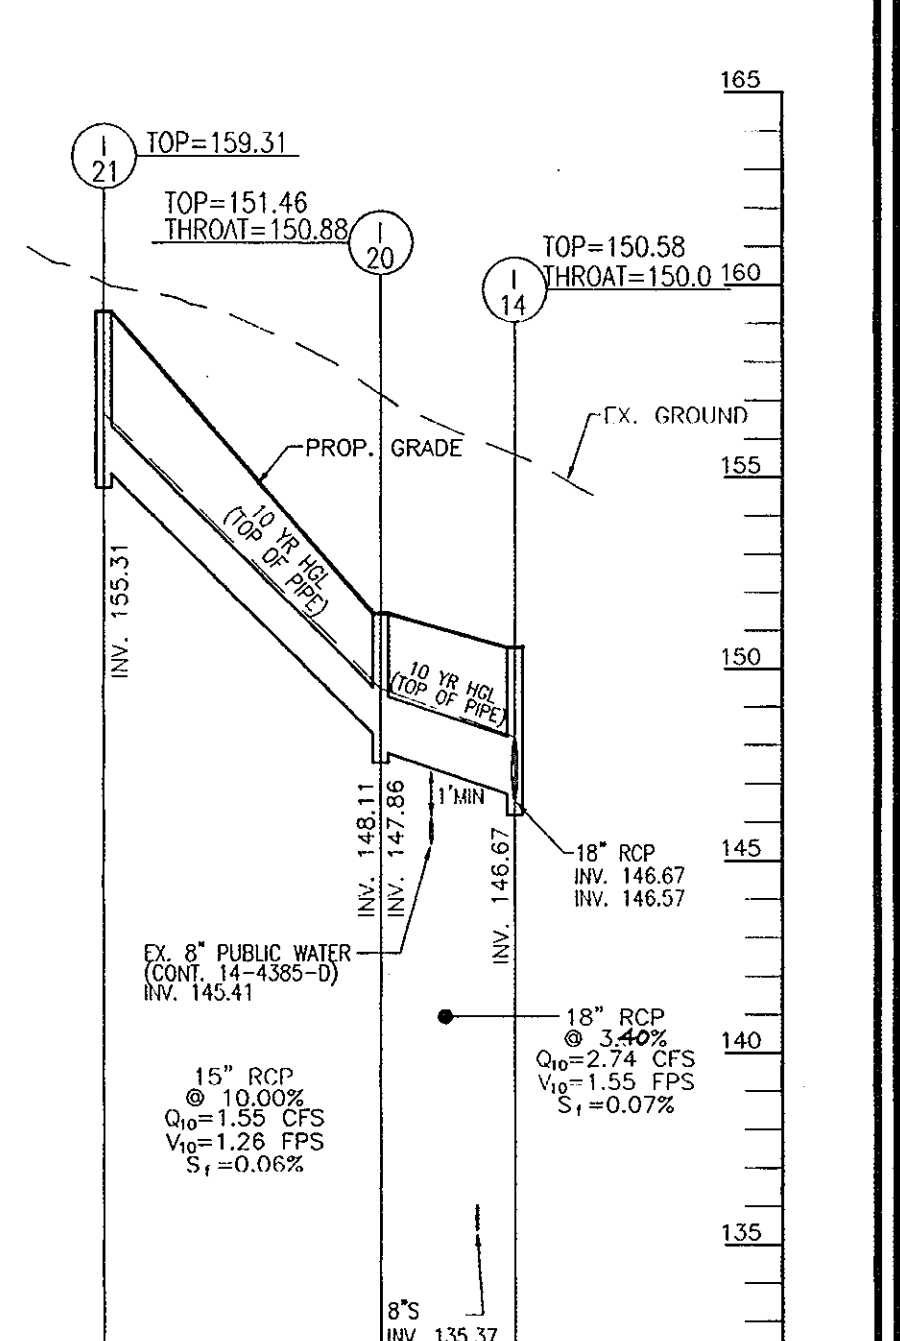 165
I
21
TOP=159.31
TOP=151.46
THROAT=150.88
I
20
TOP=150.58
THROAT=150.0
I
14
160
EX. GROUND
PROP. GRADE
155
10 YR HGL
(TOP OF PIPE)
INV. 155.31
150
10 YR HGL
(TOP OF PIPE)
1'MIN
INV. 148.11
INV. 147.86
INV. 146.67
145
18" RCP
INV. 146.67
INV. 146.57
EX. 8" PUBLIC WATER
(CONT. 14-4385-D)
INV. 145.41
18" RCP
@ 3.40%
Q10=2.74 CFS
V10=1.55 FPS
Sf=0.07%
140
15" RCP
@ 10.00%
Q10=1.55 CFS
V10=1.26 FPS
Sf=0.06%
135
8"S
INV. 135.37